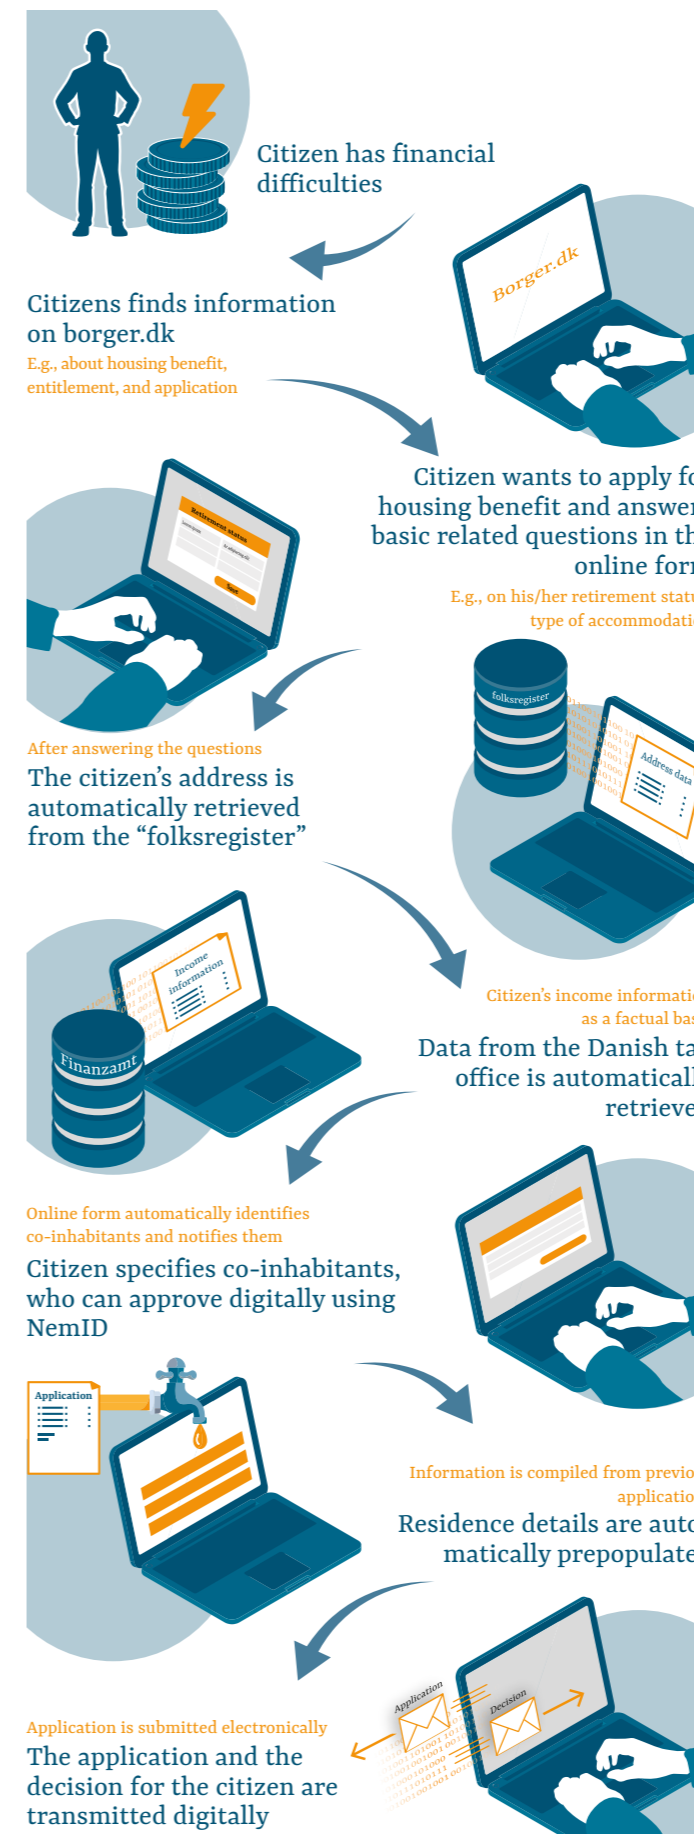 Citizen has financial
difficulties
Borger.dk
Citizens finds information
on borger.dk
E.g., about housing benefit,
entitlement, and application
Citizen wants to apply fo
housing benefit and answer
basic related questions in th
online for
E.g., on his/her retirement statu
type of accommodatio
Retirement status
folksregister
Address data
After answering the questions
The citizen's address is
automatically retrieved
from the “folksregister”
Income
information
Finanzamt
Citizen's income informatio
as a factual bas
Data from the Danish ta
office is automaticall
retrieve
Online form automatically identifies
co-inhabitants and notifies them
Citizen specifies co-inhabitants,
who can approve digitally using
NemID
Application
Information is compiled from previo
applicatio
Residence details are auto
matically prepopulate
Application
Decision
Application is submitted electronically
The application and the
decision for the citizen are
transmitted digitally